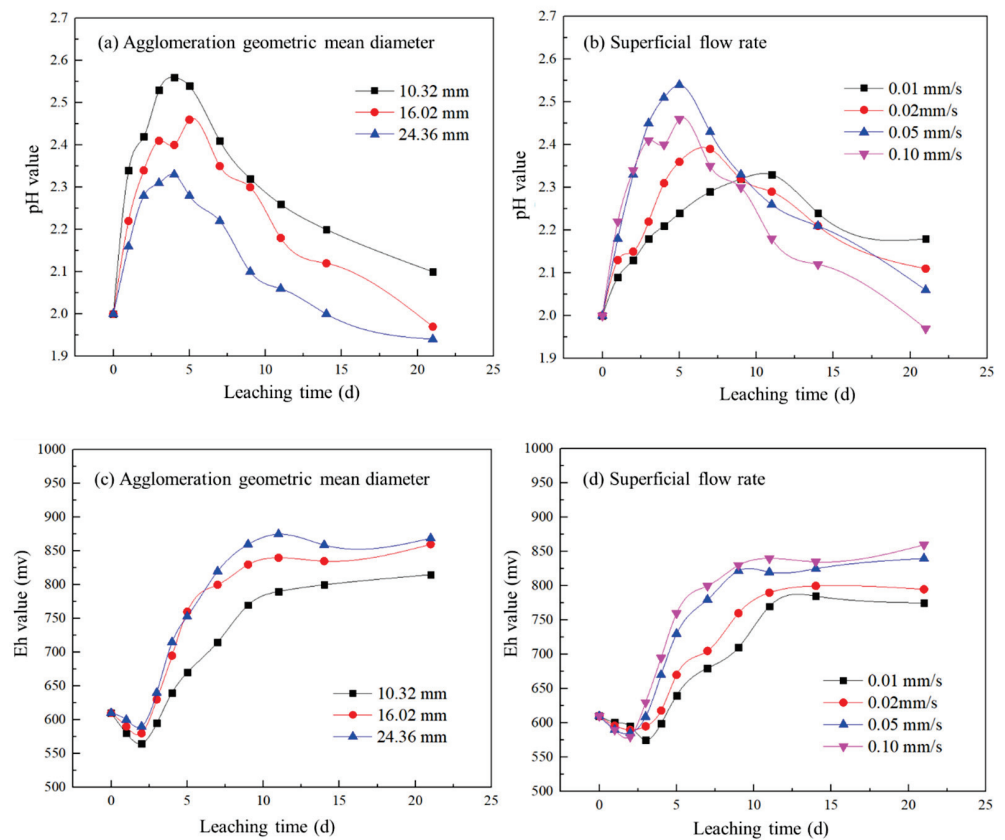 (a) Agglomeration geometric mean diameter
10.32 mm
16.02 mm
24.36 mm
pH value
2.7
2.6
2.5
2.4
2.3
2.2
2.1
2.0
1.9
0 5 10 15 20 25
Leaching time (d)
(b) Superficial flow rate
0.01 mm/s
0.02mm/s
0.05 mm/s
0.10 mm/s
pH value
2.7
2.6
2.5
2.4
2.3
2.2
2.1
2.0
1.9
0 5 10 15 20 25
Leaching time (d)
(c) Agglomeration geometric mean diameter
10.32 mm
16.02 mm
24.36 mm
Eh value (mv)
1000
950
900
850
800
750
700
650
600
550
500
0 5 10 15 20 25
Leaching time (d)
(d) Superficial flow rate
0.01 mm/s
0.02mm/s
0.05 mm/s
0.10 mm/s
Eh value (mv)
1000
950
900
850
800
750
700
650
600
550
500
0 5 10 15 20 25
Leaching time (d)